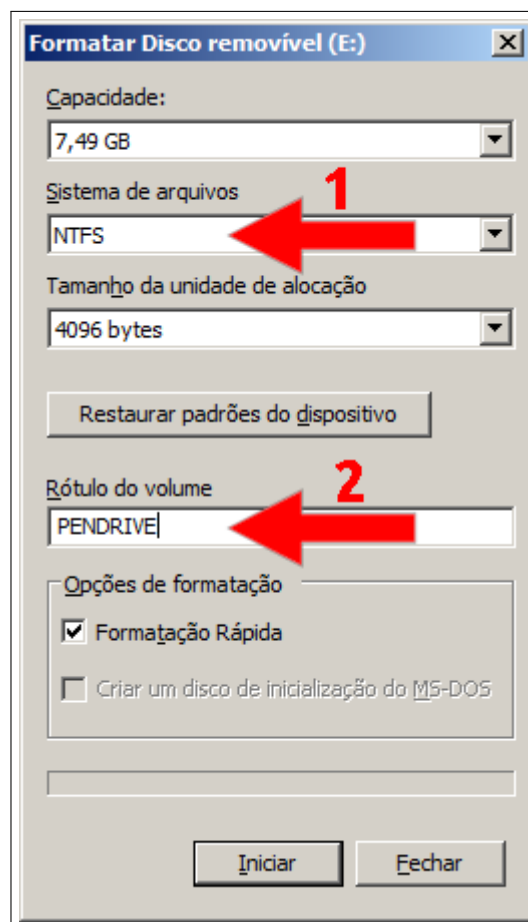 Formatar Disco removível (E:)
Capacidade:
7,49 GB
1
Sistema de arquivos
NTFS
Tamanho da unidade de alocação
4096 bytes
Restaurar padrões do dispositivo
2
Rótulo do volume
PENDRIVE
Opções de formatação
Formatação Rápida
Criar um disco de inicialização do MS-DOS
Iniciar
Fechar